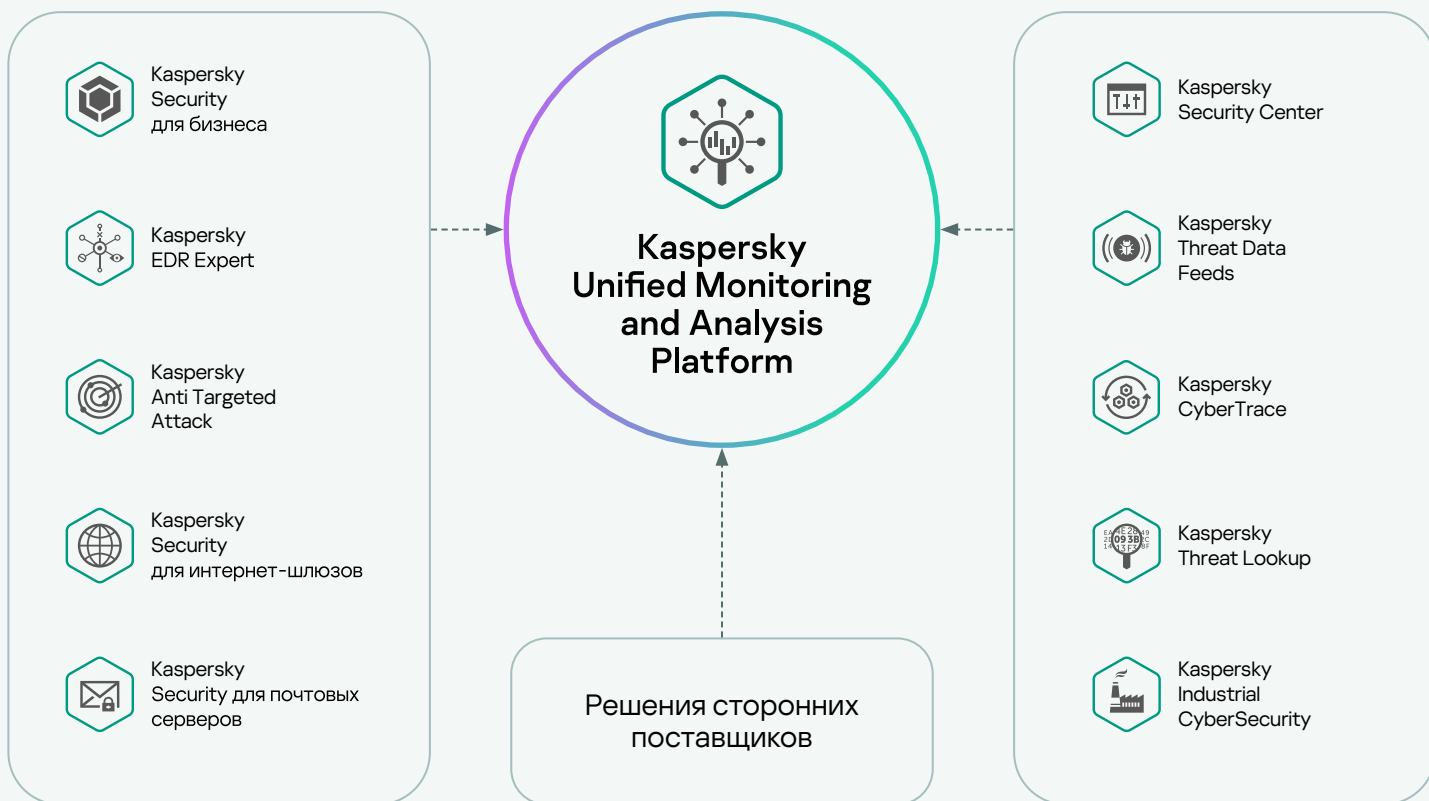 Kaspersky
Security
для бизнеса
Kaspersky
EDR Expert
Kaspersky
Anti Targeted
Attack
Kaspersky
Security
для интернет-шлюзов
Kaspersky
Security для почтовых
серверов
Kaspersky
Unified Monitoring
and Analysis
Platform
Решения сторонних
поставщиков
Kaspersky
Security Center
Kaspersky
Threat Data
Feeds
Kaspersky
CyberTrace
093B
Kaspersky
Threat Lookup
Kaspersky
Industrial
CyberSecurity